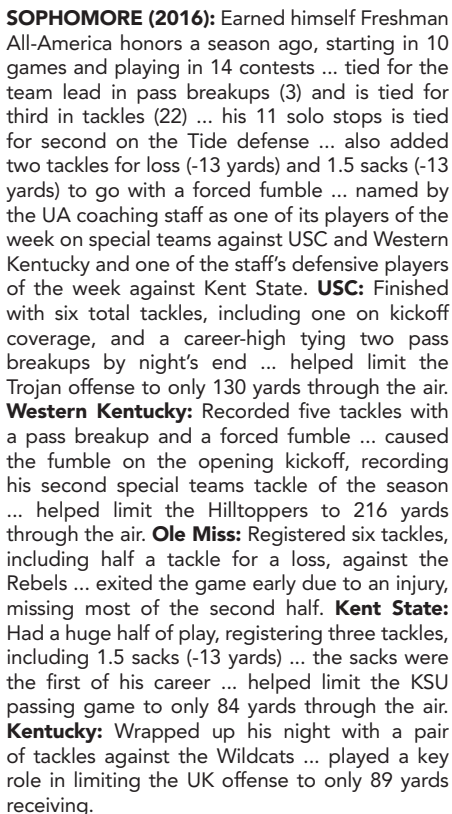 SOPHOMORE (2016): Earned himself Freshman
All-America honors a season ago, starting in 10
games and playing in 14 contests ... tied for the
team lead in pass breakups (3) and is tied for
third in tackles (22) ... his 11 solo stops is tied
for second on the Tide defense ... also added
two tackles for loss (-13 yards) and 1.5 sacks (-13
yards) to go with a forced fumble ... named by
the UA coaching staff as one of its players of the
week on special teams against USC and Western
Kentucky and one of the staff’s defensive players
of the week against Kent State. USC: Finished
with six total tackles, including one on kickoff
coverage, and a career-high tying two pass
breakups by night’s end ... helped limit the
Trojan offense to only 130 yards through the air.
Western Kentucky: Recorded five tackles with
a pass breakup and a forced fumble ... caused
the fumble on the opening kickoff, recording
his second special teams tackle of the season
... helped limit the Hilltoppers to 216 yards
through the air. Ole Miss: Registered six tackles,
including half a tackle for a loss, against the
Rebels ... exited the game early due to an injury,
missing most of the second half. Kent State:
Had a huge half of play, registering three tackles,
including 1.5 sacks (-13 yards) ... the sacks were
the first of his career ... helped limit the KSU
passing game to only 84 yards through the air.
Kentucky: Wrapped up his night with a pair
of tackles against the Wildcats ... played a key
role in limiting the UK offense to only 89 yards
receiving.